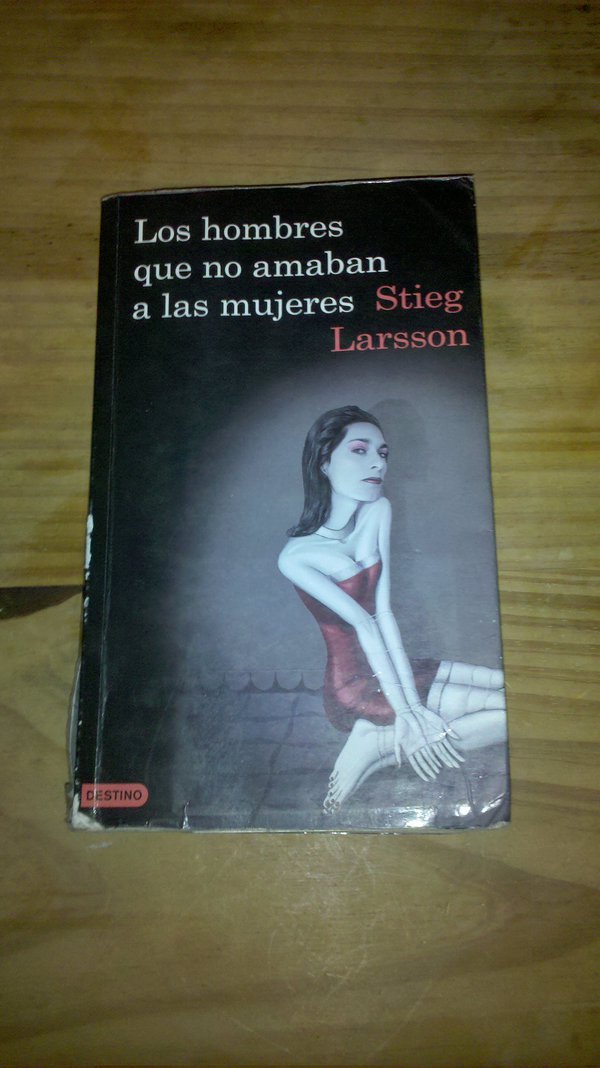 Los hombres
que no amaban
a las mujeres
Stieg
Larsson
DESTINO